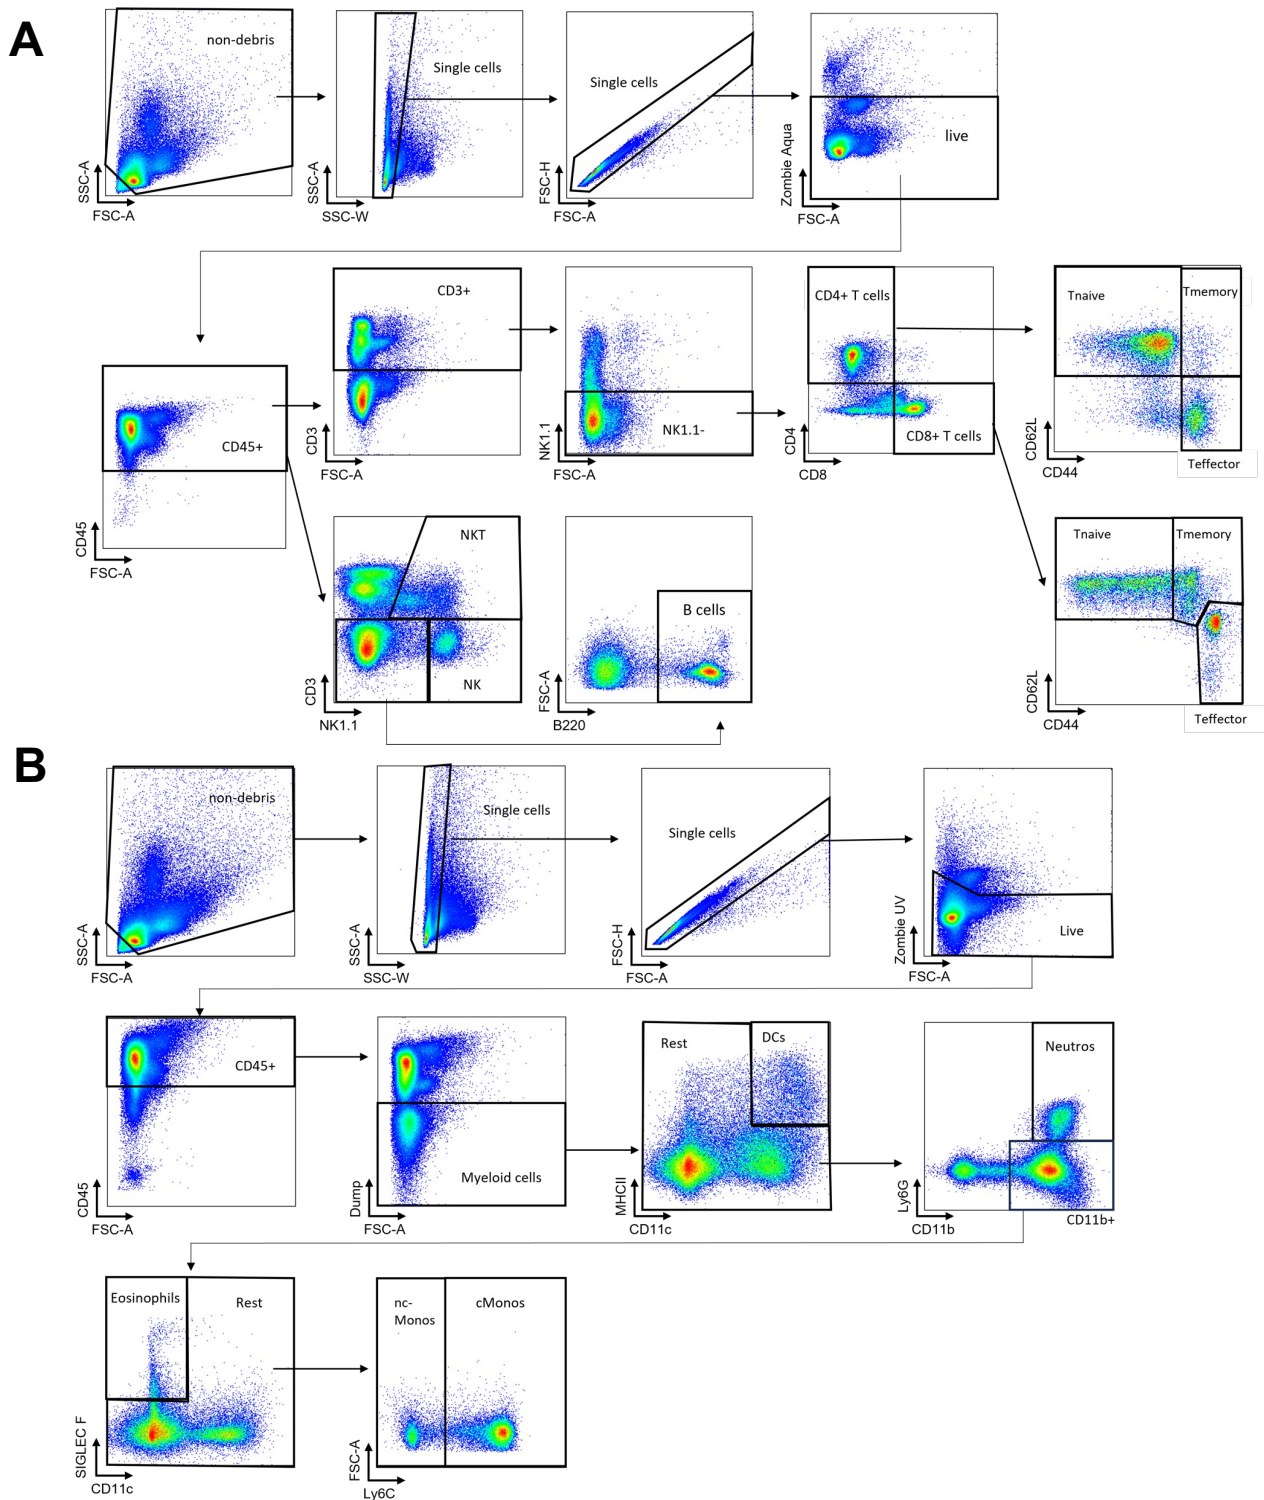 A
non-debris
SSC-A
FSC-A
Single cells
SSC-A
SSC-W
Single cells
FSC-H
FSC-A
live
Zombie Aqua
FSC-A
CD45+
CD45
FSC-A
CD3+
CD3
FSC-A
NK1.1-
NK1.1
FSC-A
CD4+ T cells
CD8+ T cells
CD4
CD8
Tnaive
Tmemory
Teffector
CD62L
CD44
NKT
NK
CD3
NK1.1
B cells
FSC-A
B220
Tnaive
Tmemory
Teffector
CD62L
CD44
B
non-debris
SSC-A
FSC-A
Single cells
SSC-A
SSC-W
Single cells
FSC-H
FSC-A
Live
Zombie UV
FSC-A
CD45+
CD45
FSC-A
Myeloid cells
Dump
FSC-A
Rest
DCs
MHCII
CD11c
Neutros
CD11b+
Ly6G
CD11b
Eosinophils
Rest
SIGLEC F
CD11c
nc-
Monos
cMonos
FSC-A
Ly6C